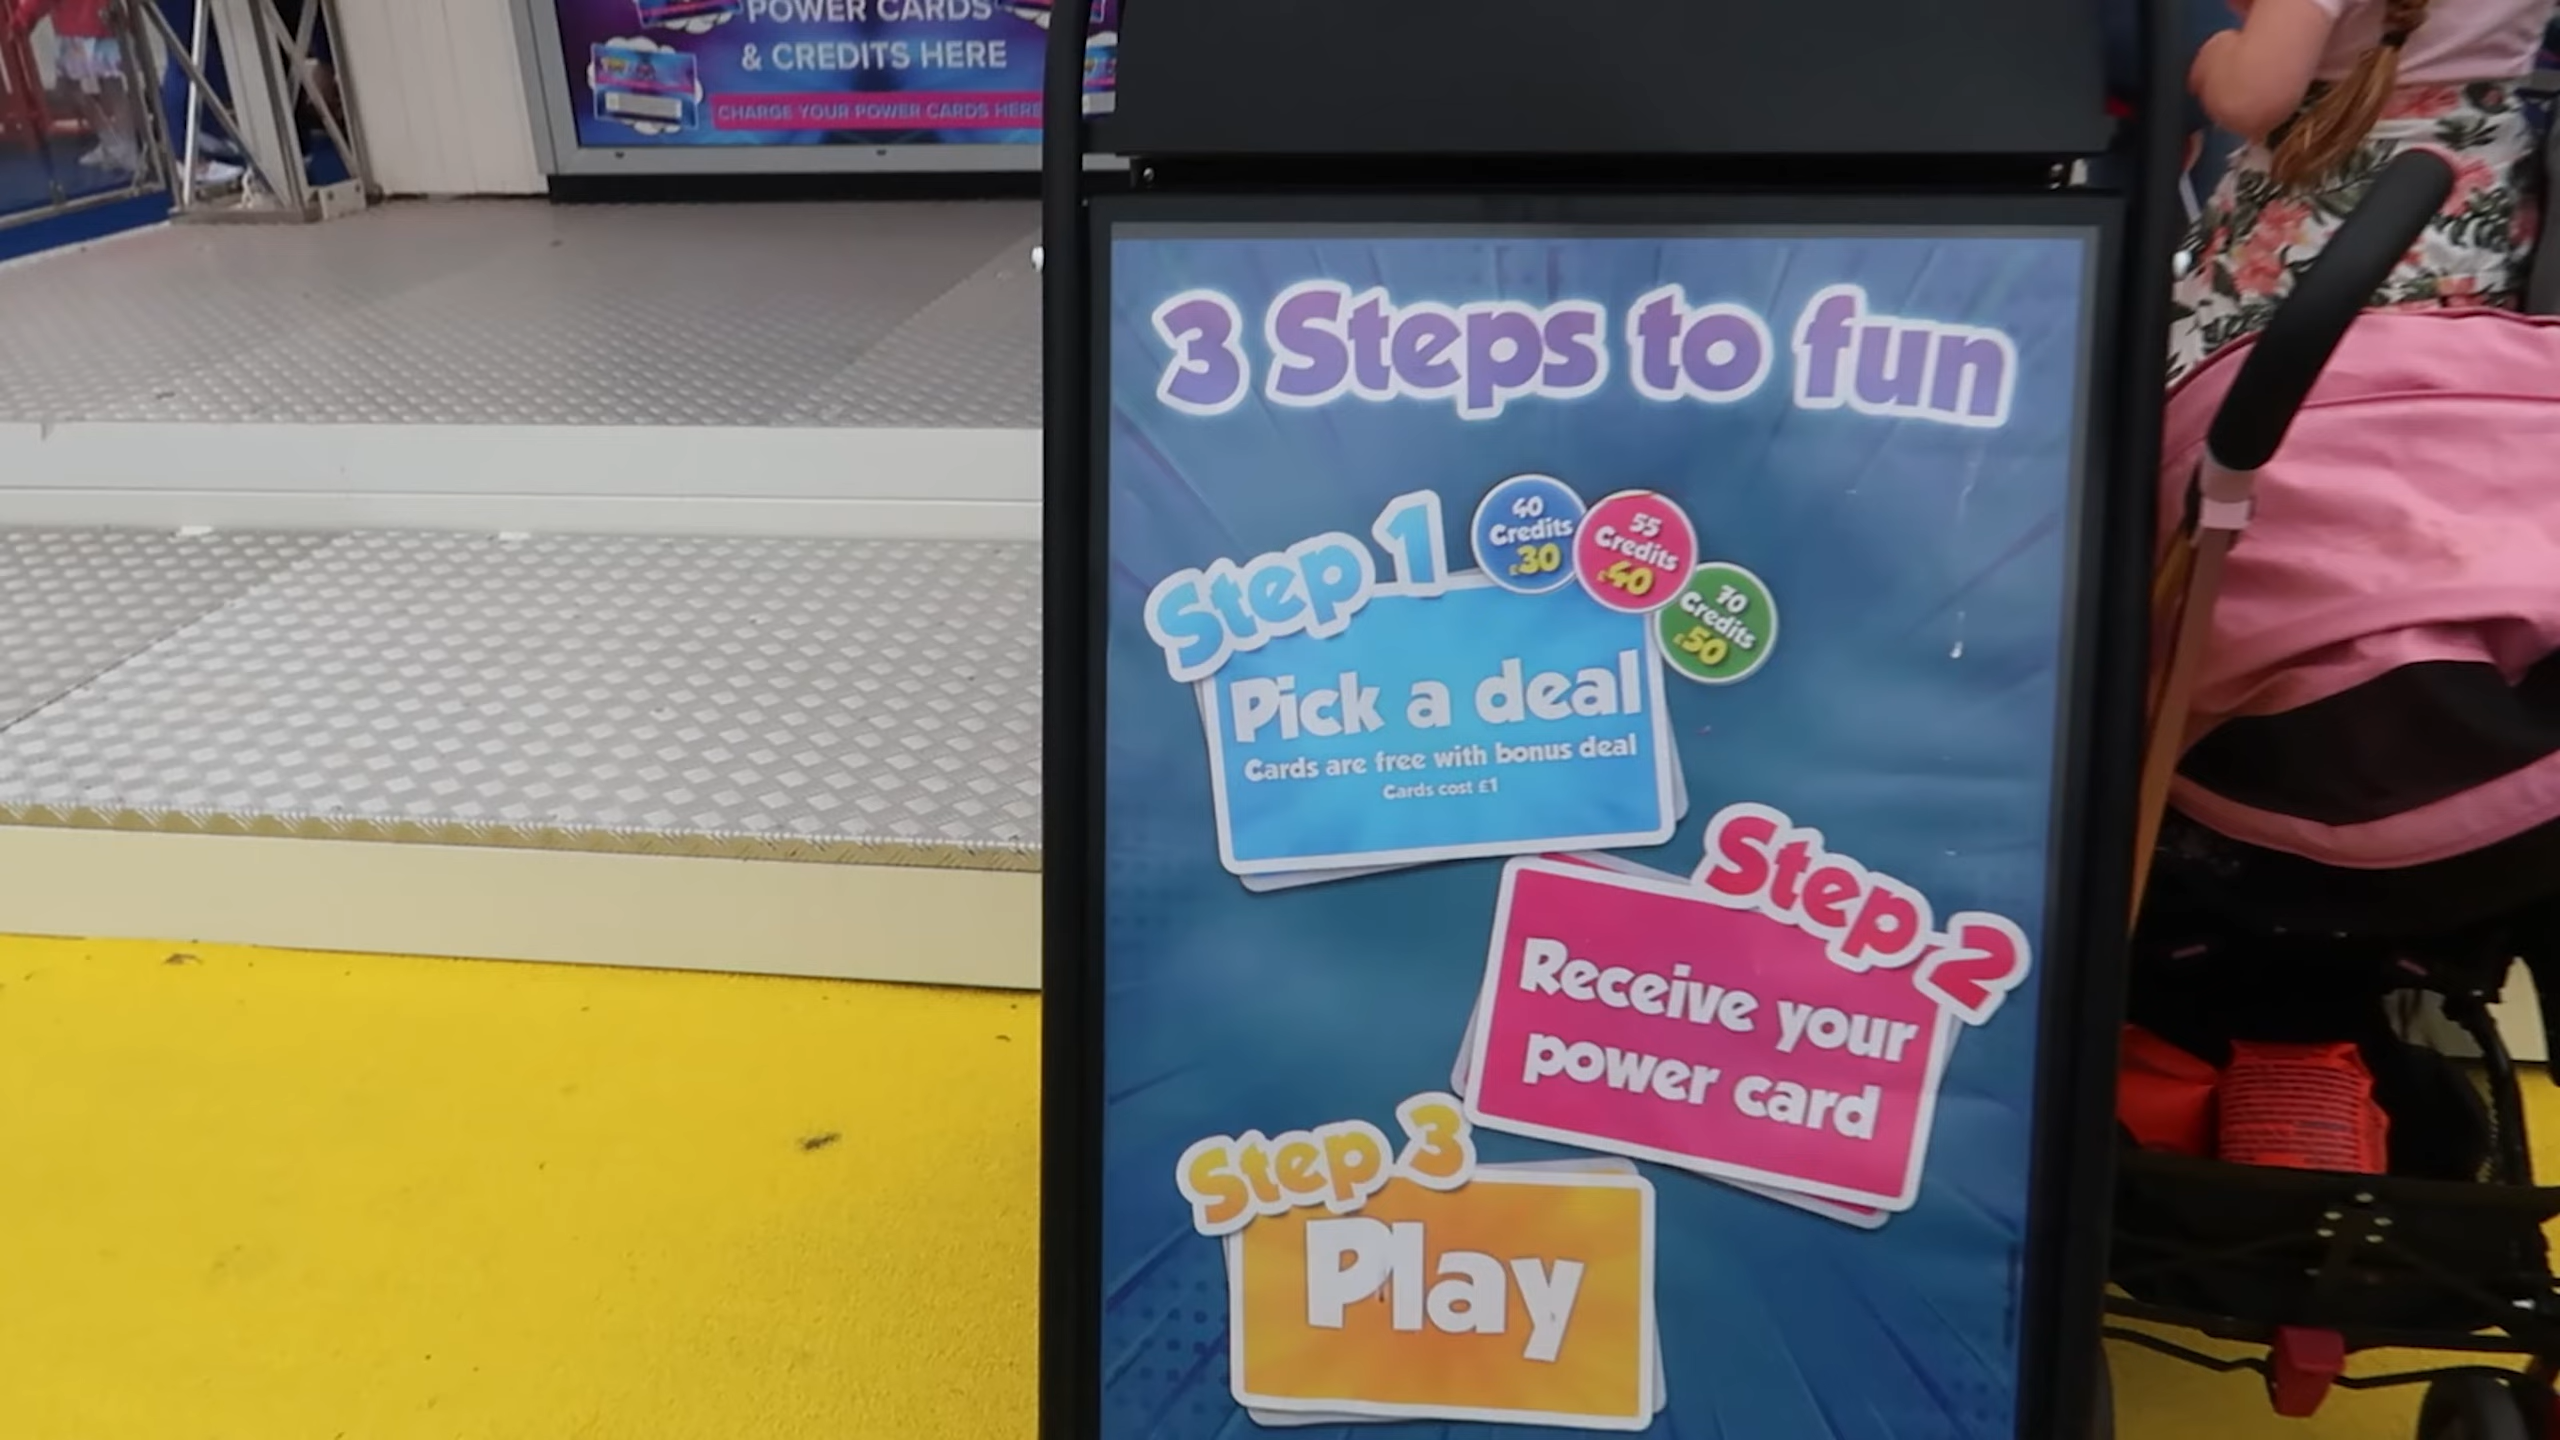 POWER CARDS
& CREDITS HERE
CHARGE YOUR POWER CARDS HERE
3 Steps to fun
Step 1
40
Credits
£30
55
Credits
£40
70
Credits
£50
Pick a deal
Cards are free with bonus deal
Cards cost £1
Step 2
Receive your
power card
Step 3
Play